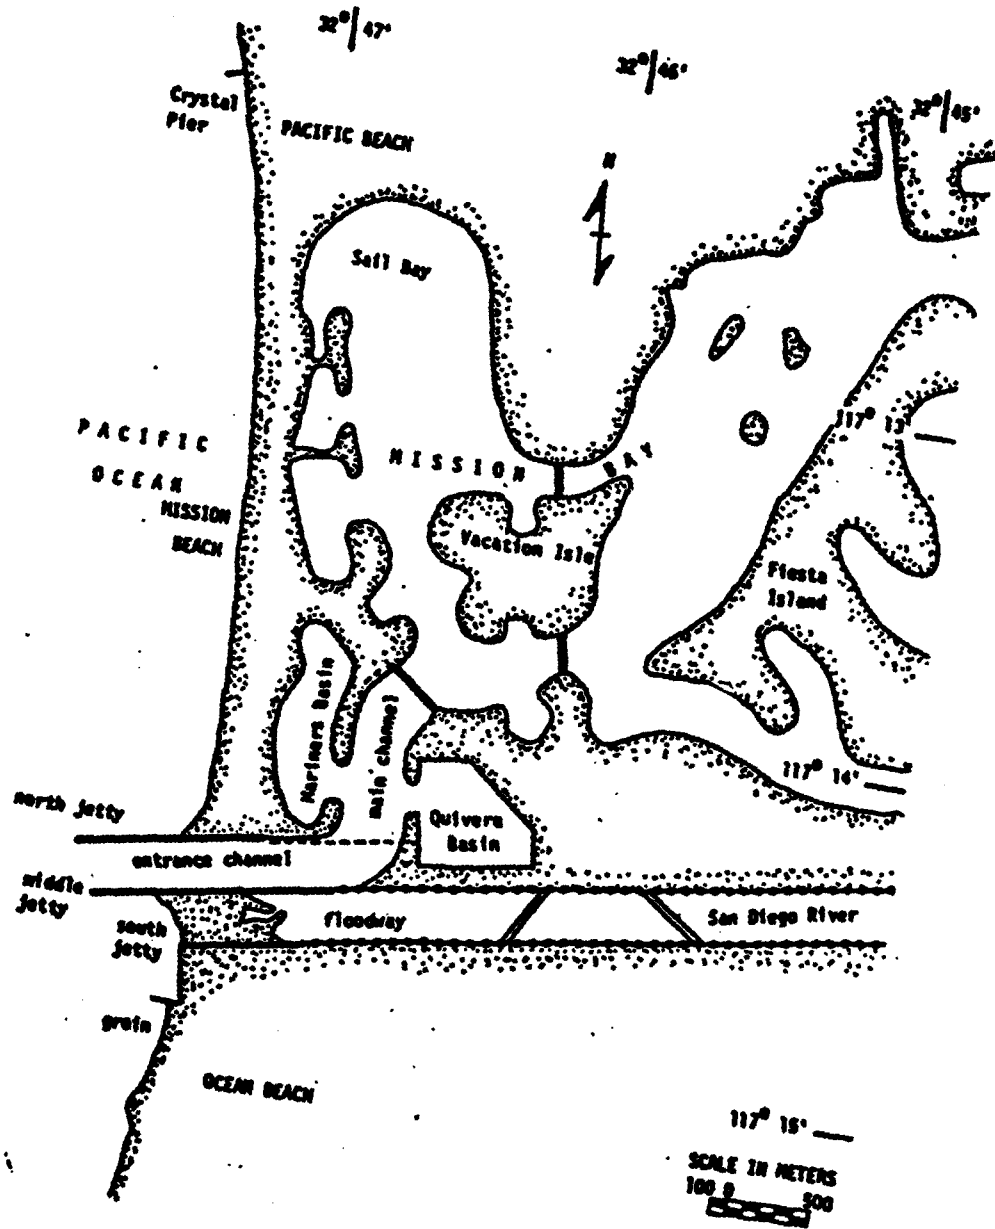 32° 47'
32° 46'
32° 45'
Crystal
Pier
PACIFIC BEACH
N
Sail Bay
PACIFIC
OCEAN
MISSION
BEACH
MISSION BAY
117° 13'
Vacation Isle
Fiesta
Island
Mariners Basin
main channel
117° 14'
north jetty
Quivera
Basin
entrance channel
middle
jetty
south
jetty
floodway
San Diego River
groin
OCEAN BEACH
117° 15'
SCALE IN METERS
100 0 500